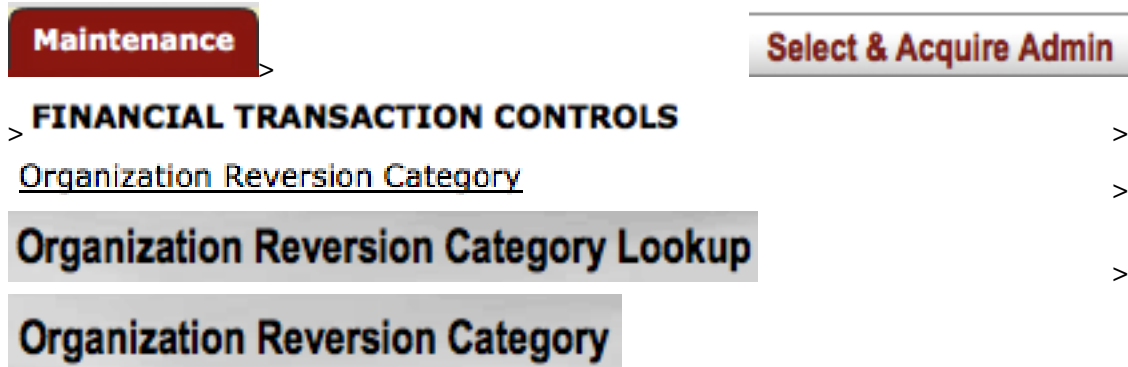 Maintenance > Select & Acquire Admin
> FINANCIAL TRANSACTION CONTROLS >
Organization Reversion Category >
Organization Reversion Category Lookup >
Organization Reversion Category